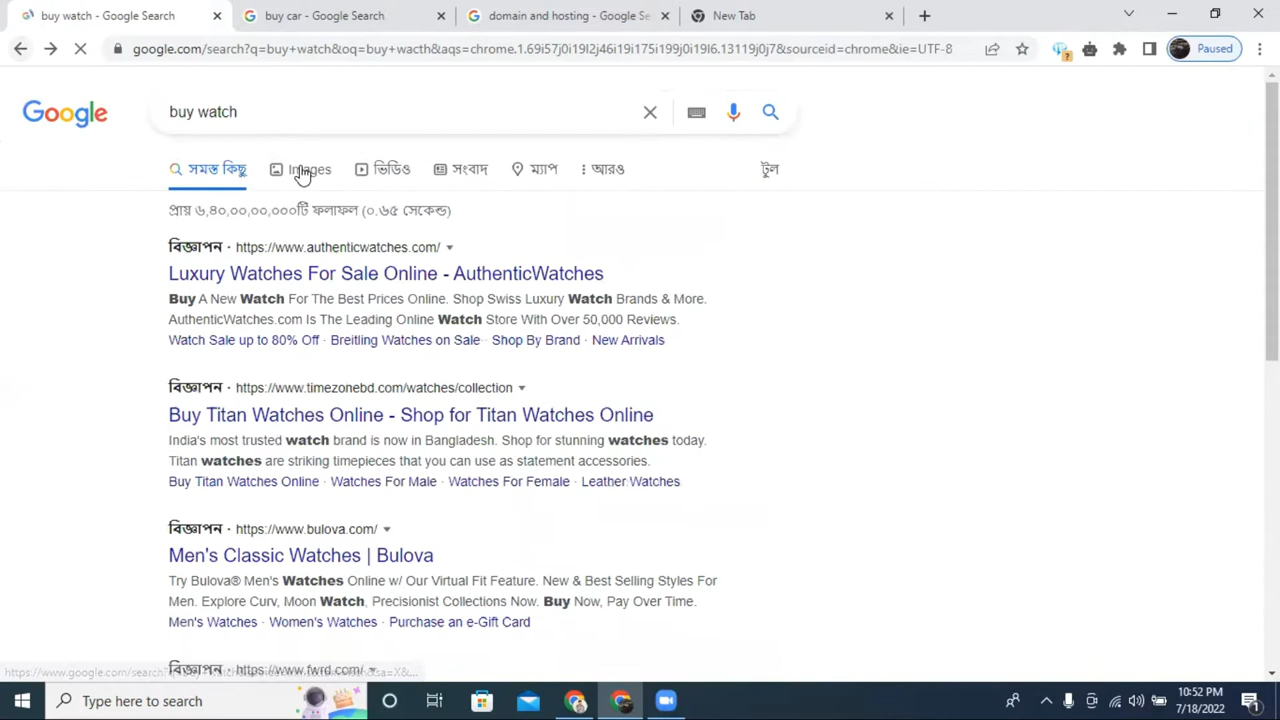 buy watch - Google Search
buy car - Google Search
domain and hosting - Google Se
New Tab
google.com/search?q=buy+watch&oq=buy+wacth&aqs=chrome.1.69i57j0i19l2j46i19i175i199j0i19l6.13119j0j7&sourceid=chrome&ie=UTF-8
Paused
Google
buy watch
সমস্ত কিছু
Images
ভিডিও
সংবাদ
ম্যাপ
আরও
টুল
প্রায় ৬,৪০,০০,০০,০০০টি ফলাফল (০.৬৫ সেকেন্ড)
বিজ্ঞাপন · https://www.authenticwatches.com/
Luxury Watches For Sale Online - AuthenticWatches
Buy A New Watch For The Best Prices Online. Shop Swiss Luxury Watch Brands & More.
AuthenticWatches.com Is The Leading Online Watch Store With Over 50,000 Reviews.
Watch Sale up to 80% Off · Breitling Watches on Sale · Shop By Brand · New Arrivals
বিজ্ঞাপন · https://www.timezonebd.com/watches/collection
Buy Titan Watches Online - Shop for Titan Watches Online
India's most trusted watch brand is now in Bangladesh. Shop for stunning watches today.
Titan watches are striking timepieces that you can use as statement accessories.
Buy Titan Watches Online · Watches For Male · Watches For Female · Leather Watches
বিজ্ঞাপন · https://www.bulova.com/
Men's Classic Watches | Bulova
Try Bulova® Men's Watches Online w/ Our Virtual Fit Feature. New & Best Selling Styles For
Men. Explore Curv, Moon Watch, Precisionist Collections Now. Buy Now, Pay Over Time.
Men's Watches · Women's Watches · Purchase an e-Gift Card
বিজ্ঞাপন · https://www.fwrd.com/
Type here to search
10:52 PM
7/18/2022